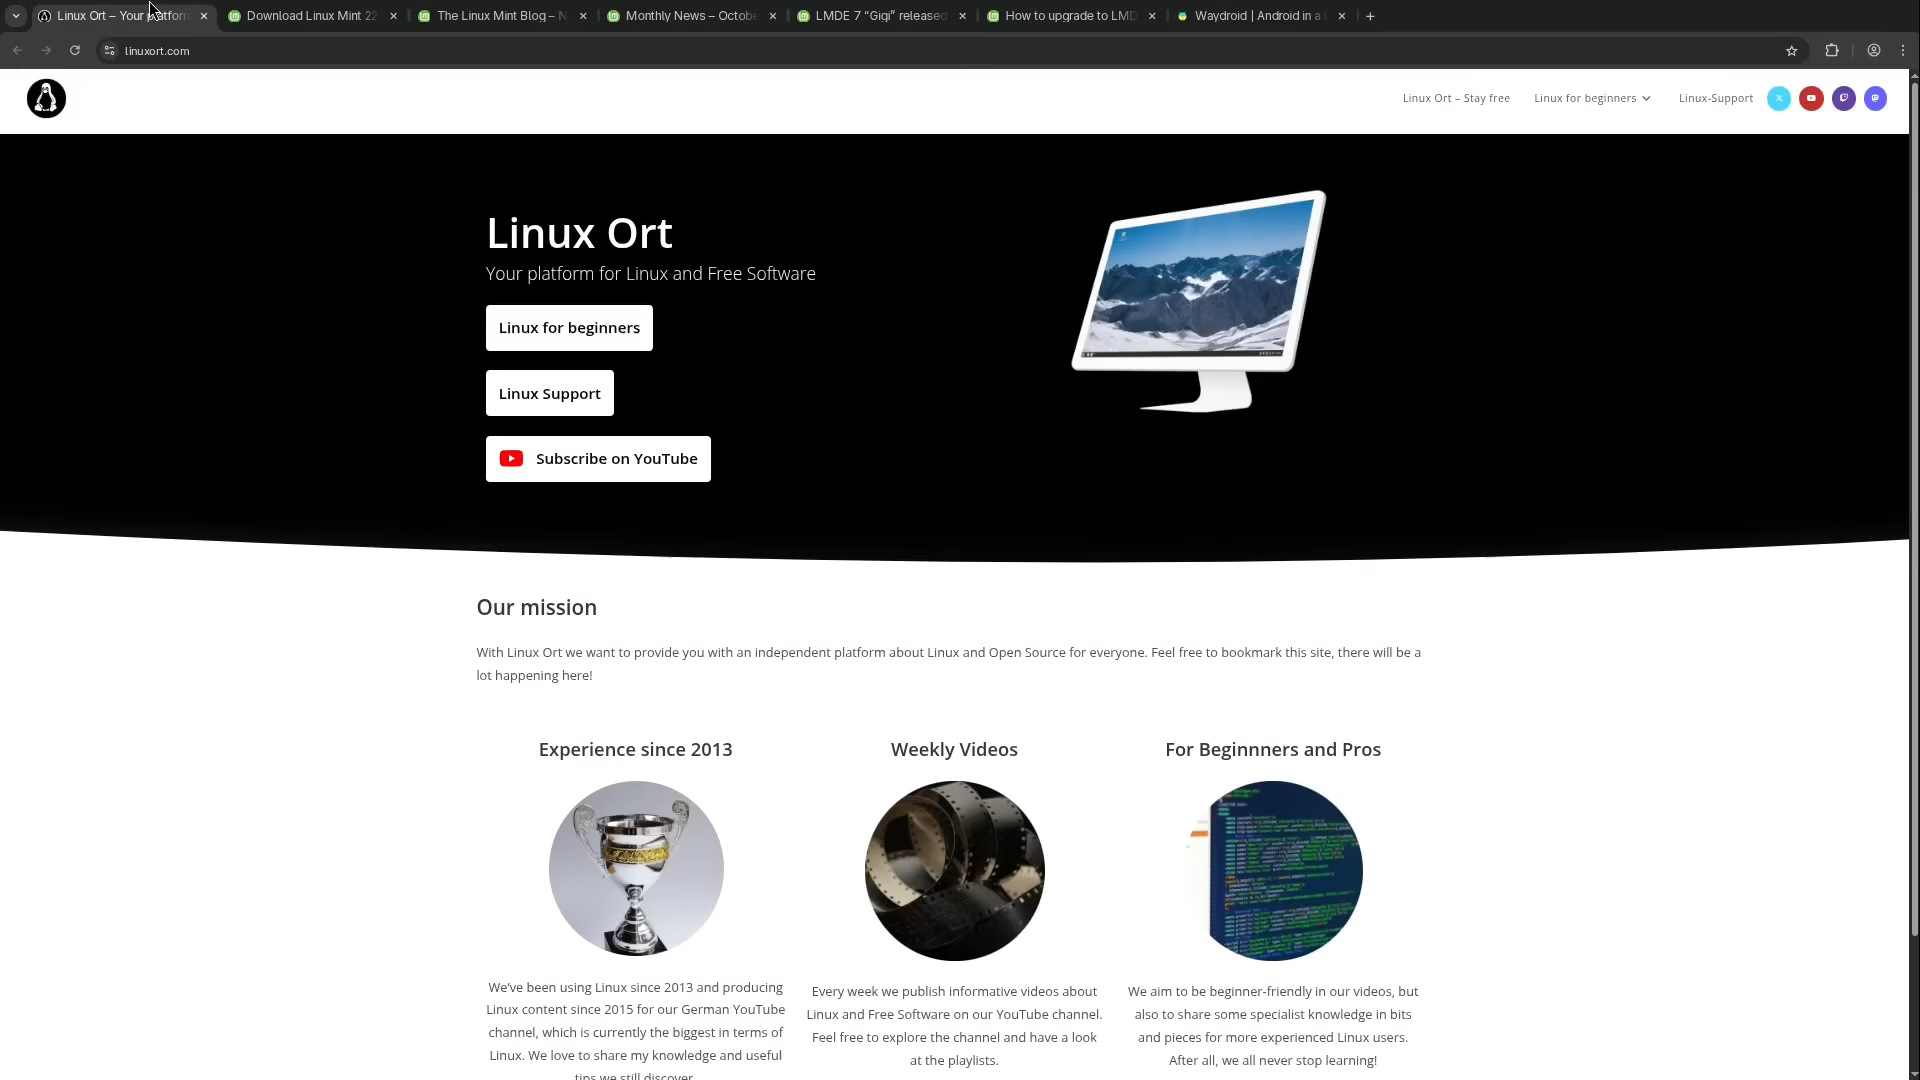 Linux Ort – Your platform
Download Linux Mint 22
The Linux Mint Blog – N
Monthly News – Octobe
LMDE 7 “Gigi” released
How to upgrade to LMD
Waydroid | Android in a
linuxort.com
Linux Ort – Stay free
Linux for beginners
Linux-Support
Linux Ort
Your platform for Linux and Free Software
Linux for beginners
Linux Support
Subscribe on YouTube
Our mission
With Linux Ort we want to provide you with an independent platform about Linux and Open Source for everyone. Feel free to bookmark this site, there will be a
lot happening here!
Experience since 2013
We’ve been using Linux since 2013 and producing
Linux content since 2015 for our German YouTube
channel, which is currently the biggest in terms of
Linux. We love to share my knowledge and useful
tips we still discover
Weekly Videos
Every week we publish informative videos about
Linux and Free Software on our YouTube channel.
Feel free to explore the channel and have a look
at the playlists.
For Beginnners and Pros
We aim to be beginner-friendly in our videos, but
also to share some specialist knowledge in bits
and pieces for more experienced Linux users.
After all, we all never stop learning!